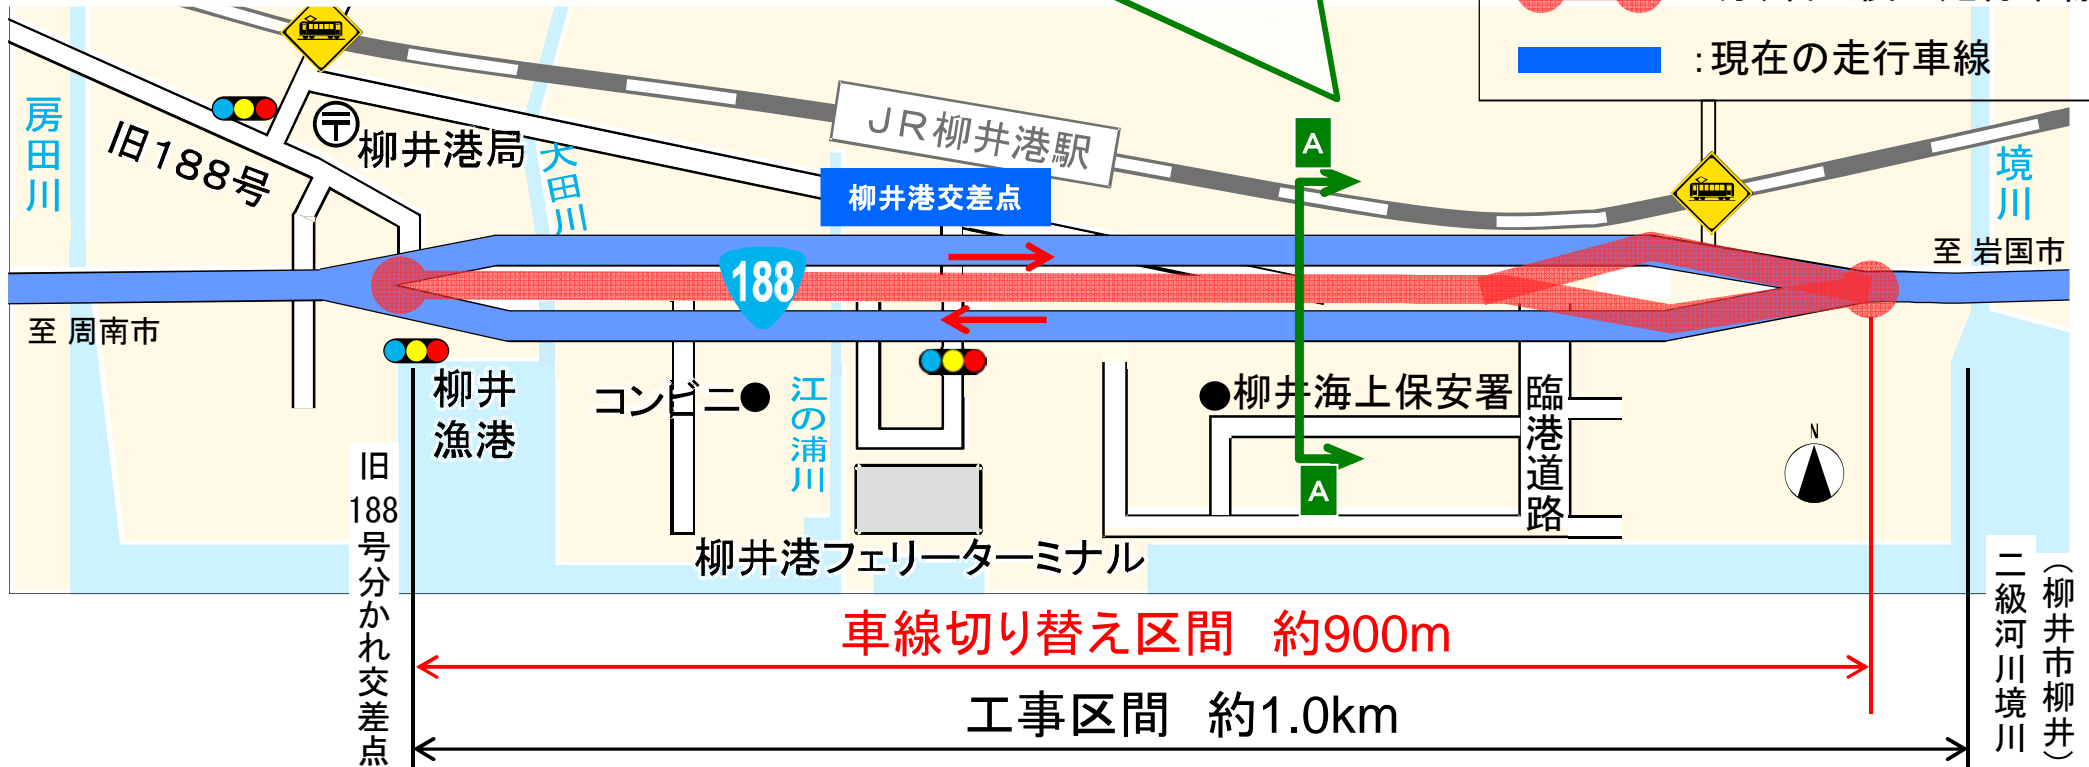 :現在の走行車線
房田川
旧188号
柳井港局
犬田川
JR柳井港駅
柳井港交差点
A
境川
至 岩国市
188
至 周南市
柳井
漁港
コンビニ
江の浦川
柳井海上保安署
臨港道路
N
A
柳井港フェリーターミナル
旧188号分かれ交差点
二級河川境川
(柳井市柳井)
車線切り替え区間 約900m
工事区間 約1.0km